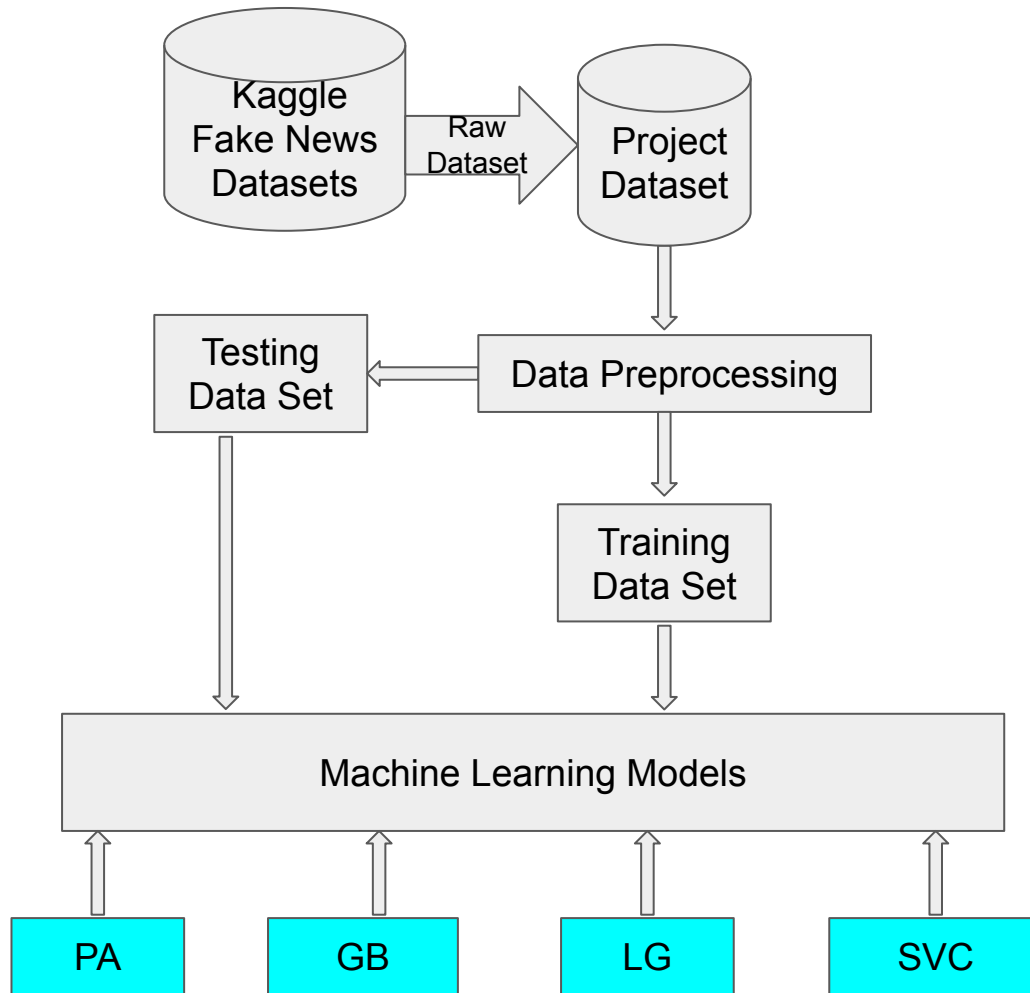 Kaggle
Fake News
Datasets
Raw
Dataset
Project
Dataset
Testing
Data Set
Data Preprocessing
Training
Data Set
Machine Learning Models
PA
GB
LG
SVC